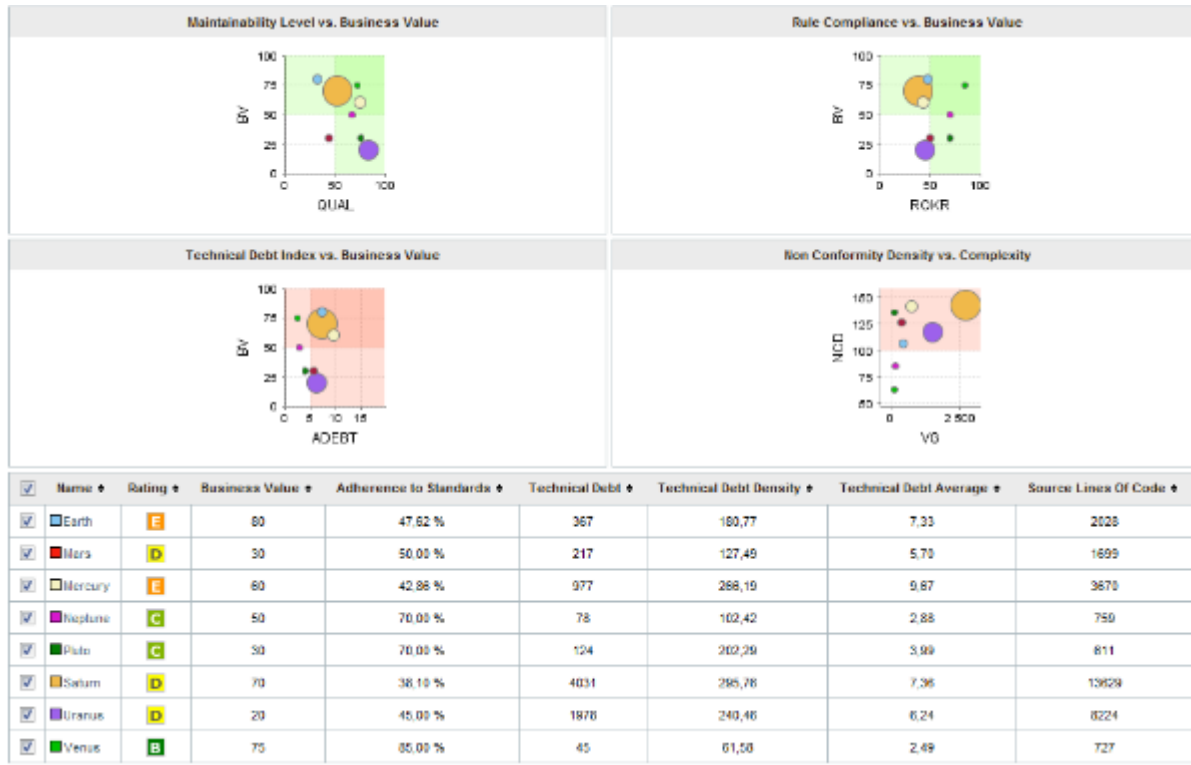 Maintainability Level vs. Business Value
100
75
50
25
0
BV
0 50 100
QUAL
Rule Compliance vs. Business Value
100
75
50
25
0
BV
0 50 100
ROKR
Technical Debt Index vs. Business Value
100
75
50
25
0
BV
0 5 10 15
ADEBT
Non Conformity Density vs. Complexity
150
125
100
75
50
NCD
0 2 500
VG
Name Rating Business Value Adherence to Standards Technical Debt Technical Debt Density Technical Debt Average Source Lines Of Code
Earth E 80 47,62 % 367 180,77 7,33 2028
Mars D 30 50,00 % 217 127,49 5,70 1699
Mercury E 60 42,86 % 977 266,19 9,67 3670
Neptune C 50 70,00 % 78 102,42 2,88 759
Pluto C 30 70,00 % 124 202,29 3,99 611
Saturn D 70 38,10 % 4031 295,76 7,36 13629
Uranus D 20 45,00 % 1978 240,46 6,24 8224
Venus B 75 85,00 % 45 61,58 2,49 727